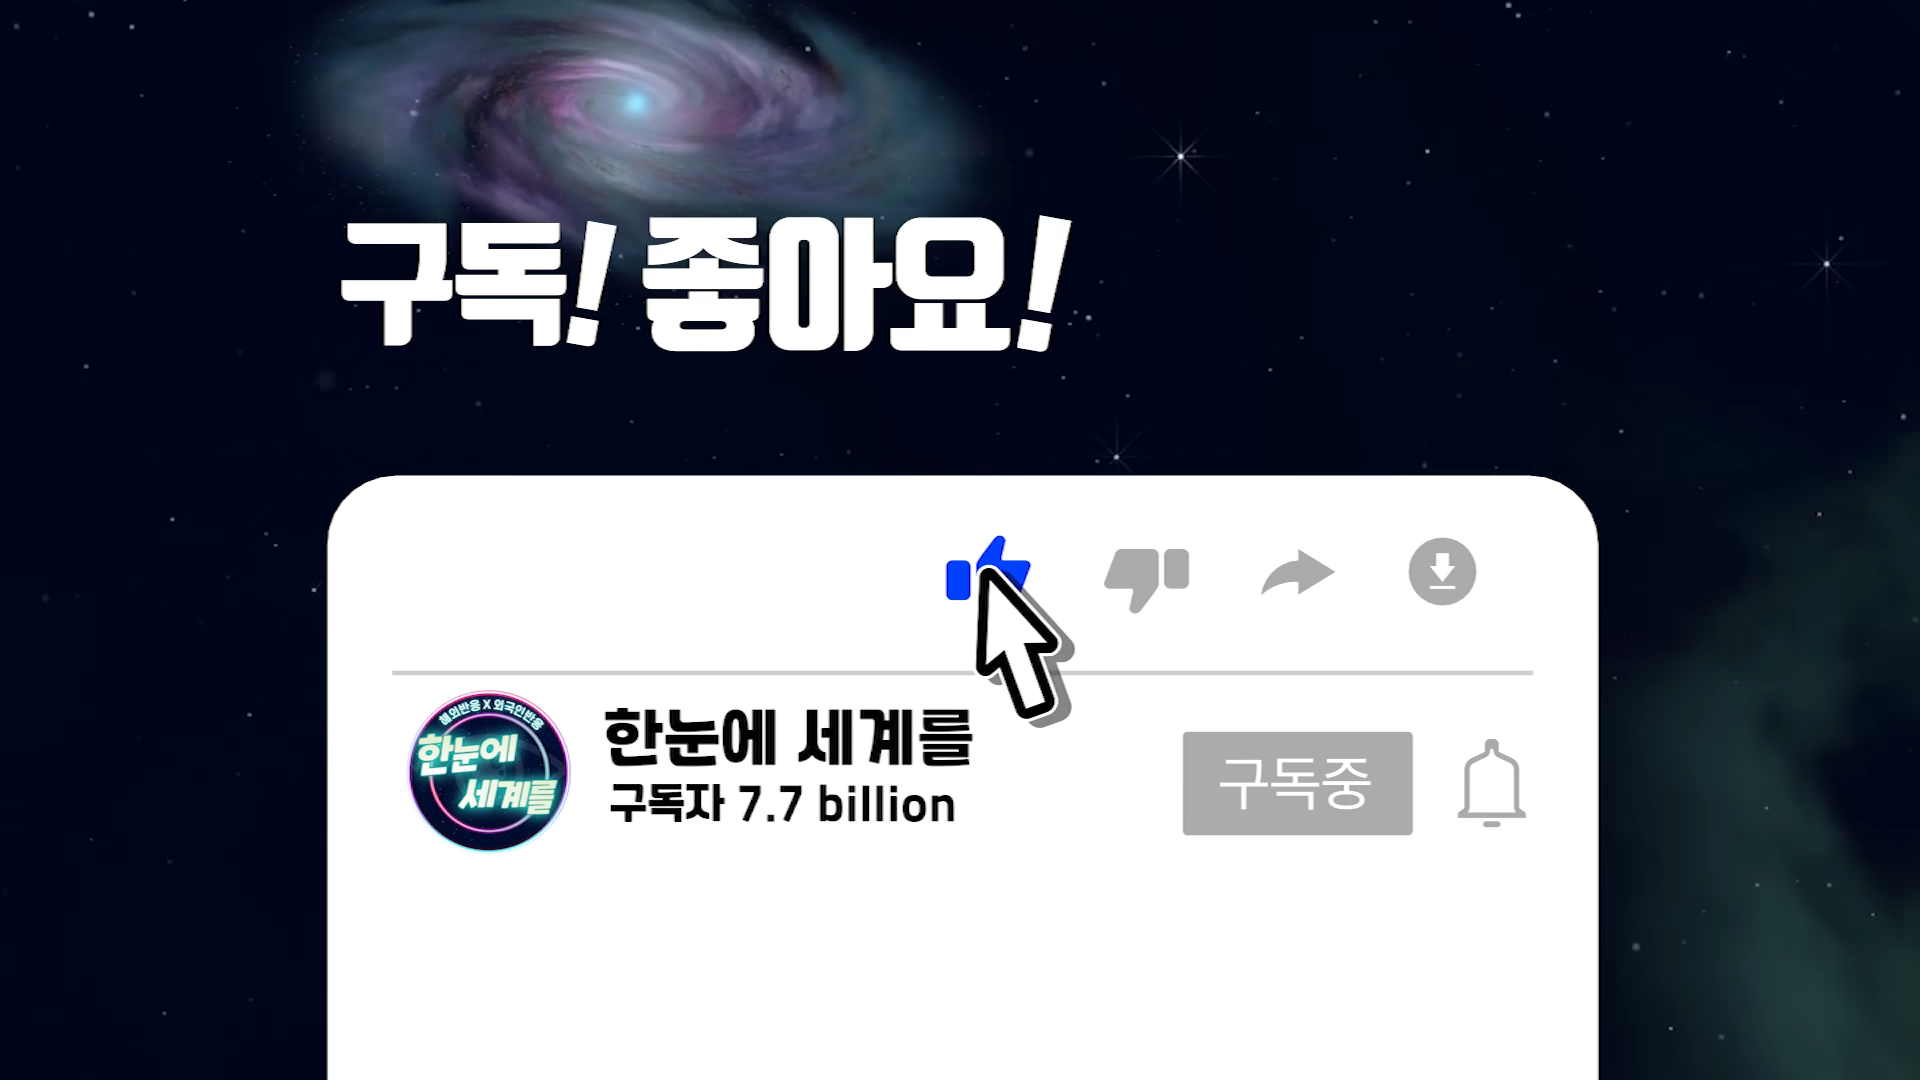 구독! 좋아요!
해외반응 X 외국인반응
한눈에
세계를
한눈에 세계를
구독자 7.7 billion
구독중